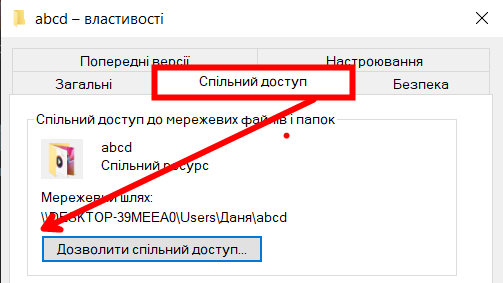 abcd – властивості
Попередні версії
Настроювання
Загальні
Спільний доступ
Безпека
Спільний доступ до мережевих файлів і папок
abcd
Спільний ресурс
Мережевий шлях:
\\DESKTOP-39MEEA0\Users\Даня\abcd
Дозволити спільний доступ...